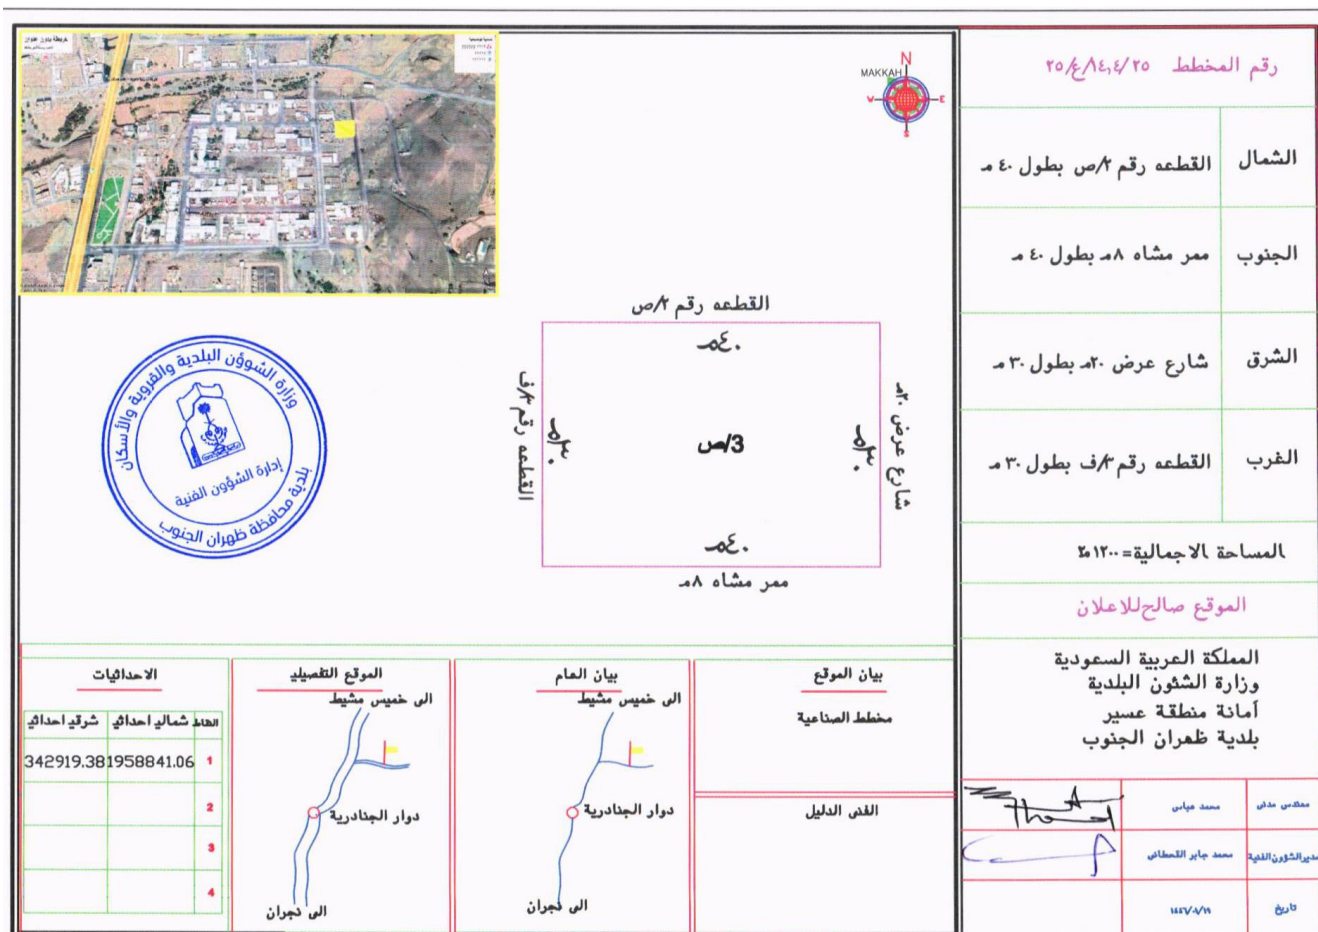 خريطة بدون عنوان
MAKKAH
N
W
E
S
رقم المخطط
الشمال
القطعه رقم ٢/ص بطول ٤٠ م
الجنوب
ممر مشاه ٨م بطول ٤٠ م
الشرق
شارع عرض ٢٠م بطول ٣٠ م
الغرب
القطعه رقم ٣/ف بطول ٣٠ م
المساحة الاجمالية=١٢٠٠م٢
الموقع صالح للاعلان
المملكة العربية السعودية
وزارة الشئون البلدية
أمانة منطقة عسير
بلدية ظهران الجنوب
مهندس مدني
محمد عباس
مدير الشؤون الفنية
محمد جابر القحطاني
تاريخ
القطعه رقم ٢/ص
٤٠م
شارع عرض ٢٠م
٣٠م
3/ص
٣٠م
القطعه رقم ٣/ف
٤٠م
ممر مشاه ٨م
وزارة الشوؤن البلدية والقروية والأسكان
إدارة الشؤون الفنية
بلدية محافظة ظهران الجنوب
بيان الموقع
مخطط الصناعية
الفنى الدليل
بيان العام
الى خميس مشيط
دوار الجنادرية
الى نجران
الموقع التفصيلي
الى خميس مشيط
دوار الجنادرية
الى نجران
الاحداثيات
النقاط شمالي احداثي شرقي احداثي
1 1958841.06 342919.38
2
3
4